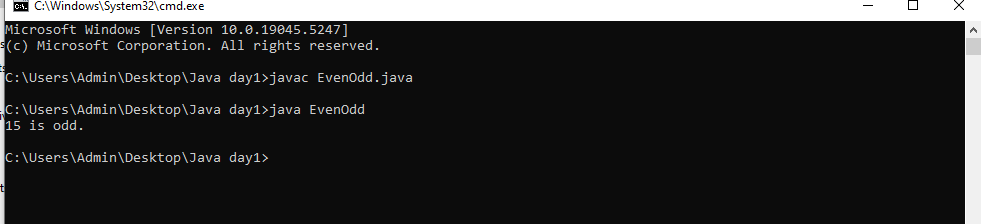 C:\Windows\System32\cmd.exe
Microsoft Windows [Version 10.0.19045.5247]
(c) Microsoft Corporation. All rights reserved.
C:\Users\Admin\Desktop\Java day1>javac EvenOdd.java
C:\Users\Admin\Desktop\Java day1>java EvenOdd
15 is odd.
C:\Users\Admin\Desktop\Java day1>